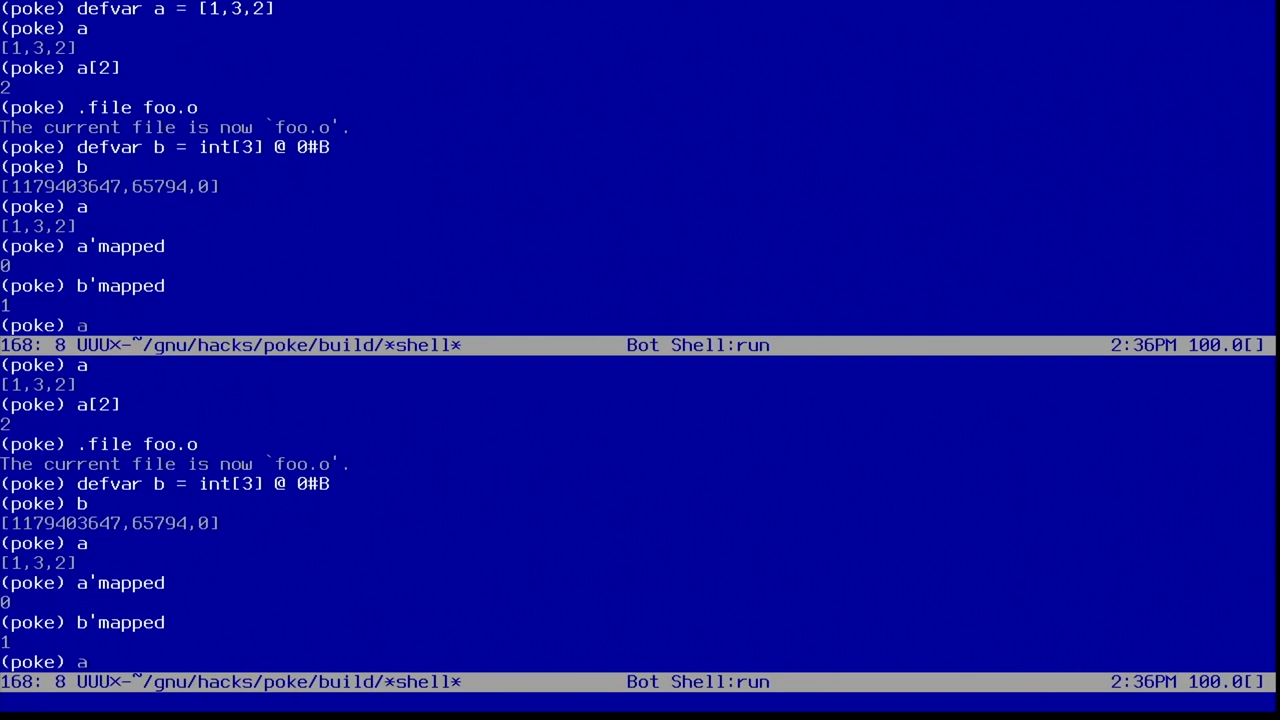 (poke) defvar a = [1,3,2]
(poke) a
[1,3,2]
(poke) a[2]
2
(poke) .file foo.o
The current file is now `foo.o'.
(poke) defvar b = int[3] @ 0#B
(poke) b
[1179403647,65794,0]
(poke) a
[1,3,2]
(poke) a'mapped
0
(poke) b'mapped
1
(poke) a
168: 8 UUUX-~/gnu/hacks/poke/build/*shell* Bot Shell:run 2:36PM 100.0[]
(poke) a
[1,3,2]
(poke) a[2]
2
(poke) .file foo.o
The current file is now `foo.o'.
(poke) defvar b = int[3] @ 0#B
(poke) b
[1179403647,65794,0]
(poke) a
[1,3,2]
(poke) a'mapped
0
(poke) b'mapped
1
(poke) a
168: 8 UUUX-~/gnu/hacks/poke/build/*shell* Bot Shell:run 2:36PM 100.0[]